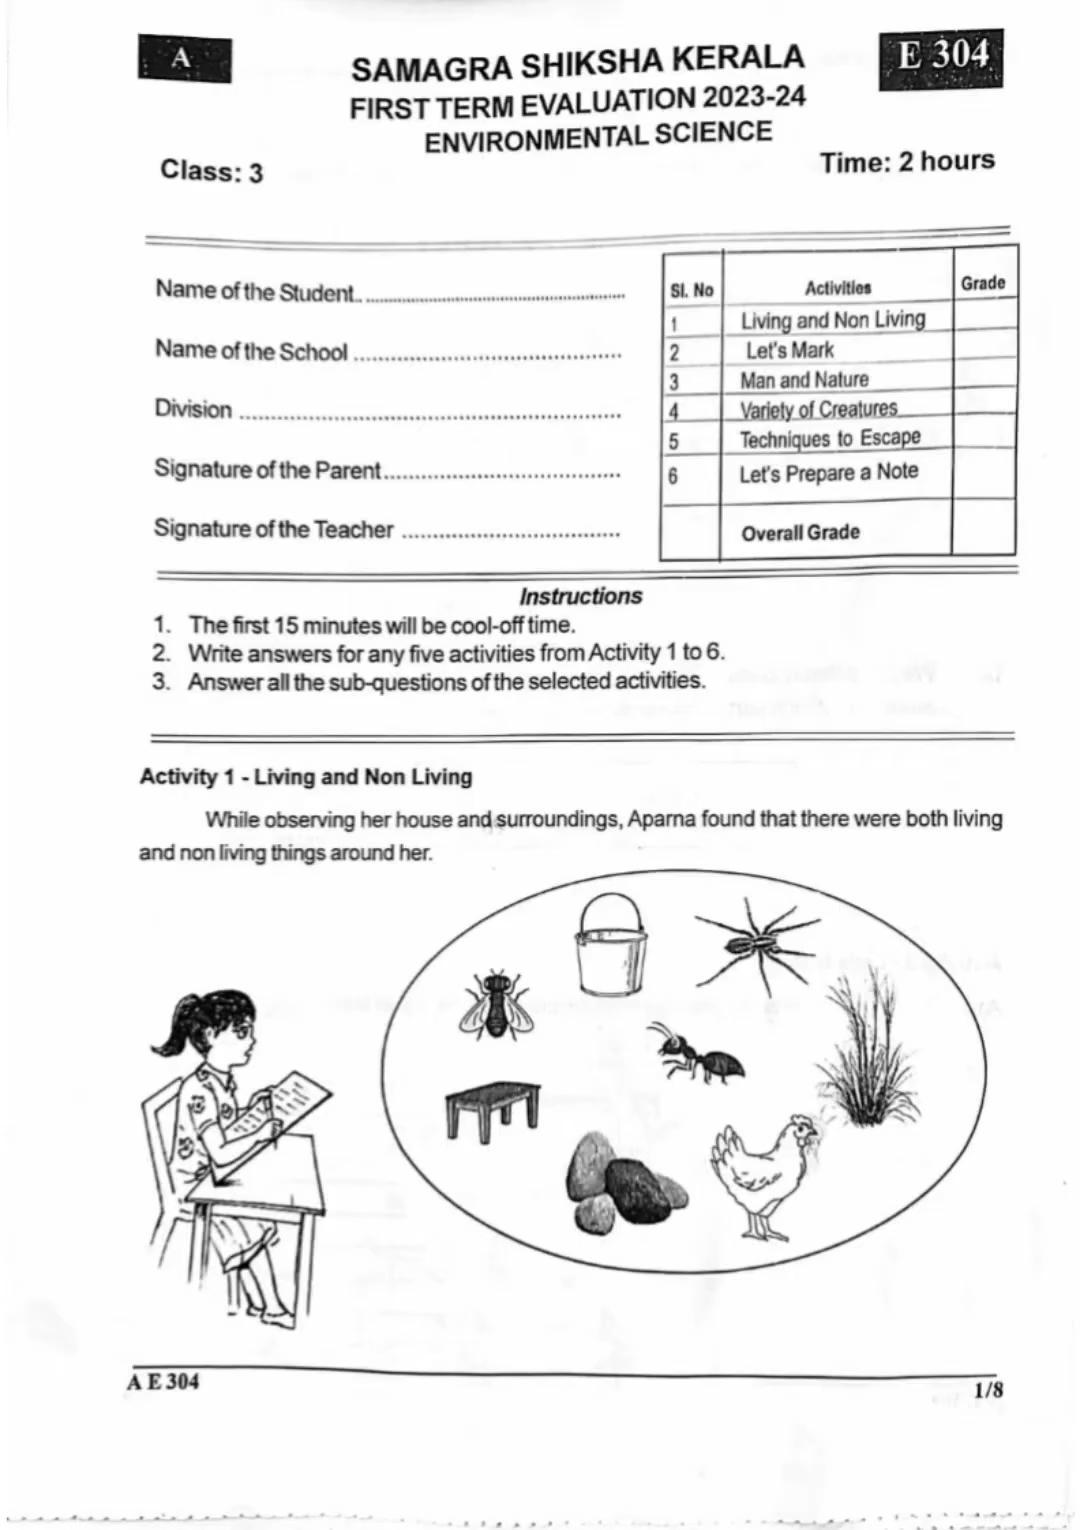 A
E 304
SAMAGRA SHIKSHA KERALA
FIRST TERM EVALUATION 2023-24
ENVIRONMENTAL SCIENCE
Class: 3
Time: 2 hours
Name of the Student
Name of the School
Division
Signature of the Parent
Signature of the Teacher
Sl. No Activities Grade
1 Living and Non Living
2 Let's Mark
3 Man and Nature
4 Variety of Creatures
5 Techniques to Escape
6 Let's Prepare a Note
Overall Grade
Instructions
1. The first 15 minutes will be cool-off time.
2. Write answers for any five activities from Activity 1 to 6.
3. Answer all the sub-questions of the selected activities.
Activity 1 - Living and Non Living
While observing her house and surroundings, Aparna found that there were both living
and non living things around her.
A E 304
1/8